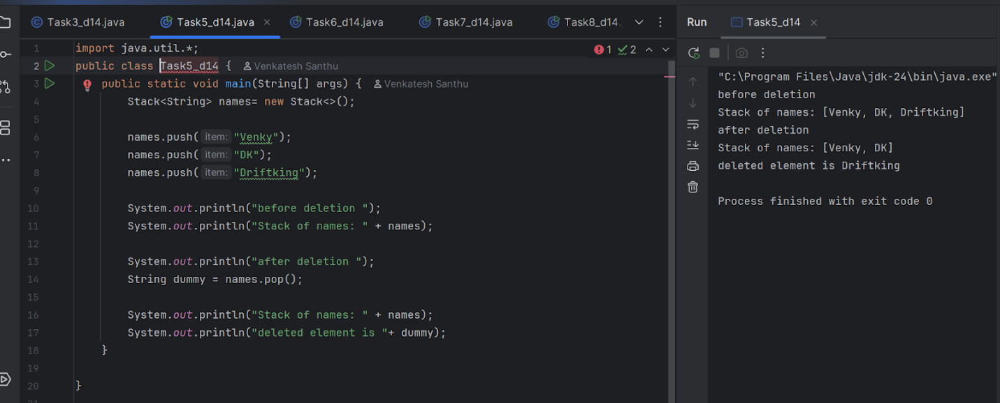 Task3_d14.java Task5_d14.java Task6_d14.java Task7_d14.java Task8_d14. Run Task5_d14
1 import java.util.*;
1 2
2 public class Task5_d14 { Venkatesh Santhu
3 public static void main(String[] args) { Venkatesh Santhu
4 Stack<String> names= new Stack<>();
5
6 names.push( item: "Venky");
7 names.push( item: "DK");
8 names.push( item: "Driftking");
9
10 System.out.println("before deletion ");
11 System.out.println("Stack of names: " + names);
12
13 System.out.println("after deletion ");
14 String dummy = names.pop();
15
16 System.out.println("Stack of names: " + names);
17 System.out.println("deleted element is "+ dummy);
18 }
19
20 }
"C:\Program Files\Java\jdk-24\bin\java.exe"
before deletion
Stack of names: [Venky, DK, Driftking]
after deletion
Stack of names: [Venky, DK]
deleted element is Driftking
Process finished with exit code 0